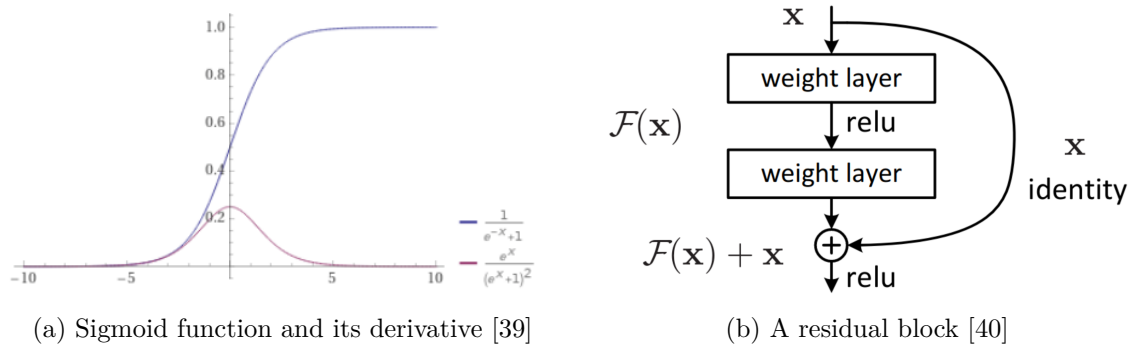 1.0
0.8
0.6
0.4
0.2
-10 -5 5 10
1
e^{-x}+1
e^x
(e^x+1)^2
(a) Sigmoid function and its derivative [39]
x
weight layer
relu
F(x)
weight layer
x
identity
F(x) + x
relu
(b) A residual block [40]